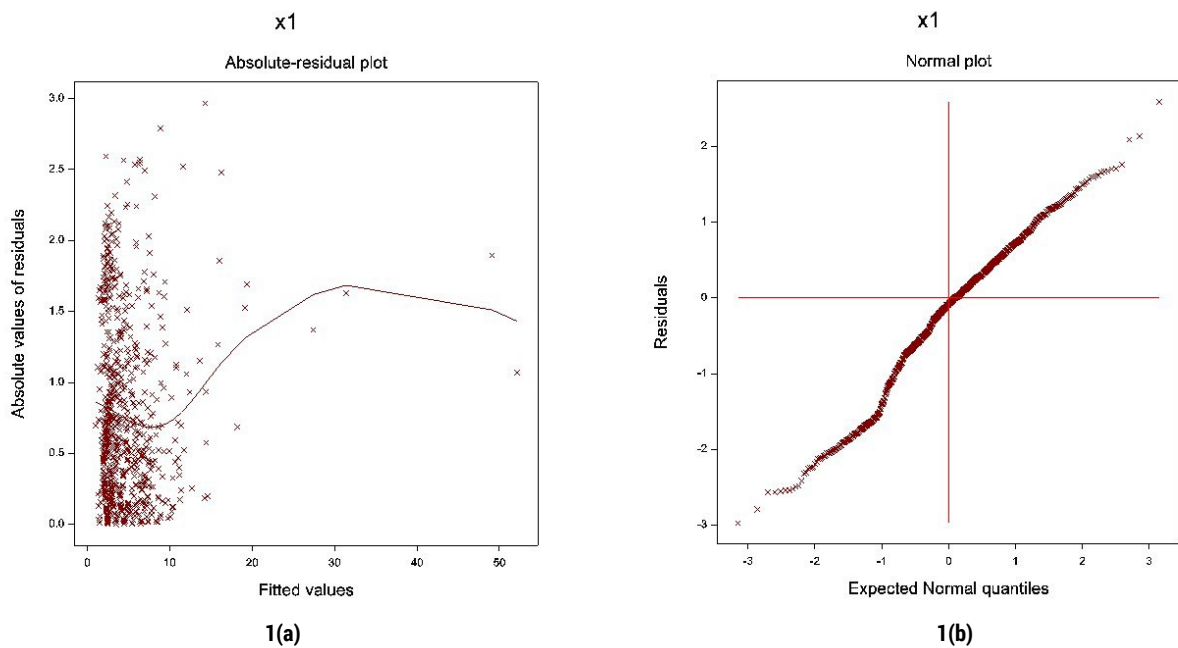 x1
Absolute-residual plot
3.0
2.5
2.0
1.5
1.0
0.5
0.0
Absolute values of residuals
0 10 20 30 40 50
Fitted values
1(a)
x1
Normal plot
2
1
0
-1
-2
-3
Residuals
-3 -2 -1 0 1 2 3
Expected Normal quantiles
1(b)